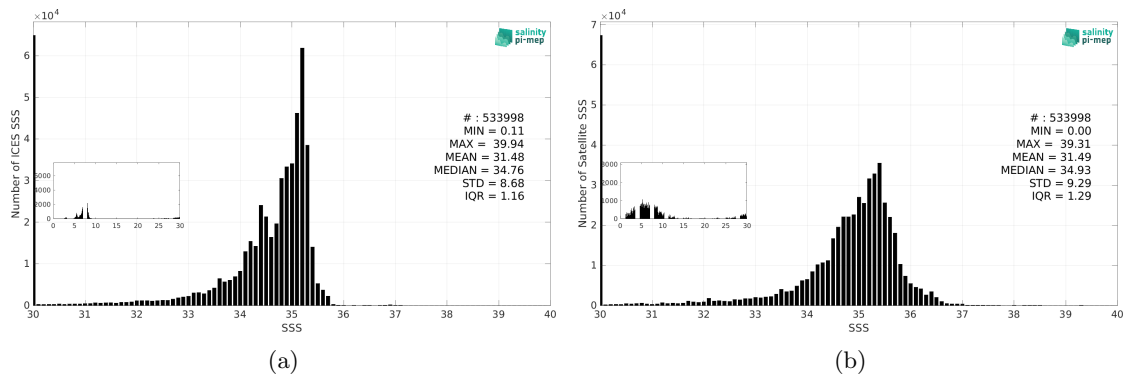 ×10⁴
6
5
4
3
2
1
0
30 31 32 33 34 35 36 37 38 39 40
SSS
Number of ICES SSS
salinity
pi-mep
# : 533998
MIN = 0.11
MAX = 39.94
MEAN = 31.48
MEDIAN = 34.76
STD = 8.68
IQR = 1.16
6000
4000
2000
0
0 5 10 15 20 25 30
(a)
×10⁴
7
6
5
4
3
2
1
0
30 31 32 33 34 35 36 37 38 39 40
SSS
Number of Satellite SSS
salinity
pi-mep
# : 533998
MIN = 0.00
MAX = 39.31
MEAN = 31.49
MEDIAN = 34.93
STD = 9.29
IQR = 1.29
3000
2000
1000
0
0 5 10 15 20 25 30
(b)